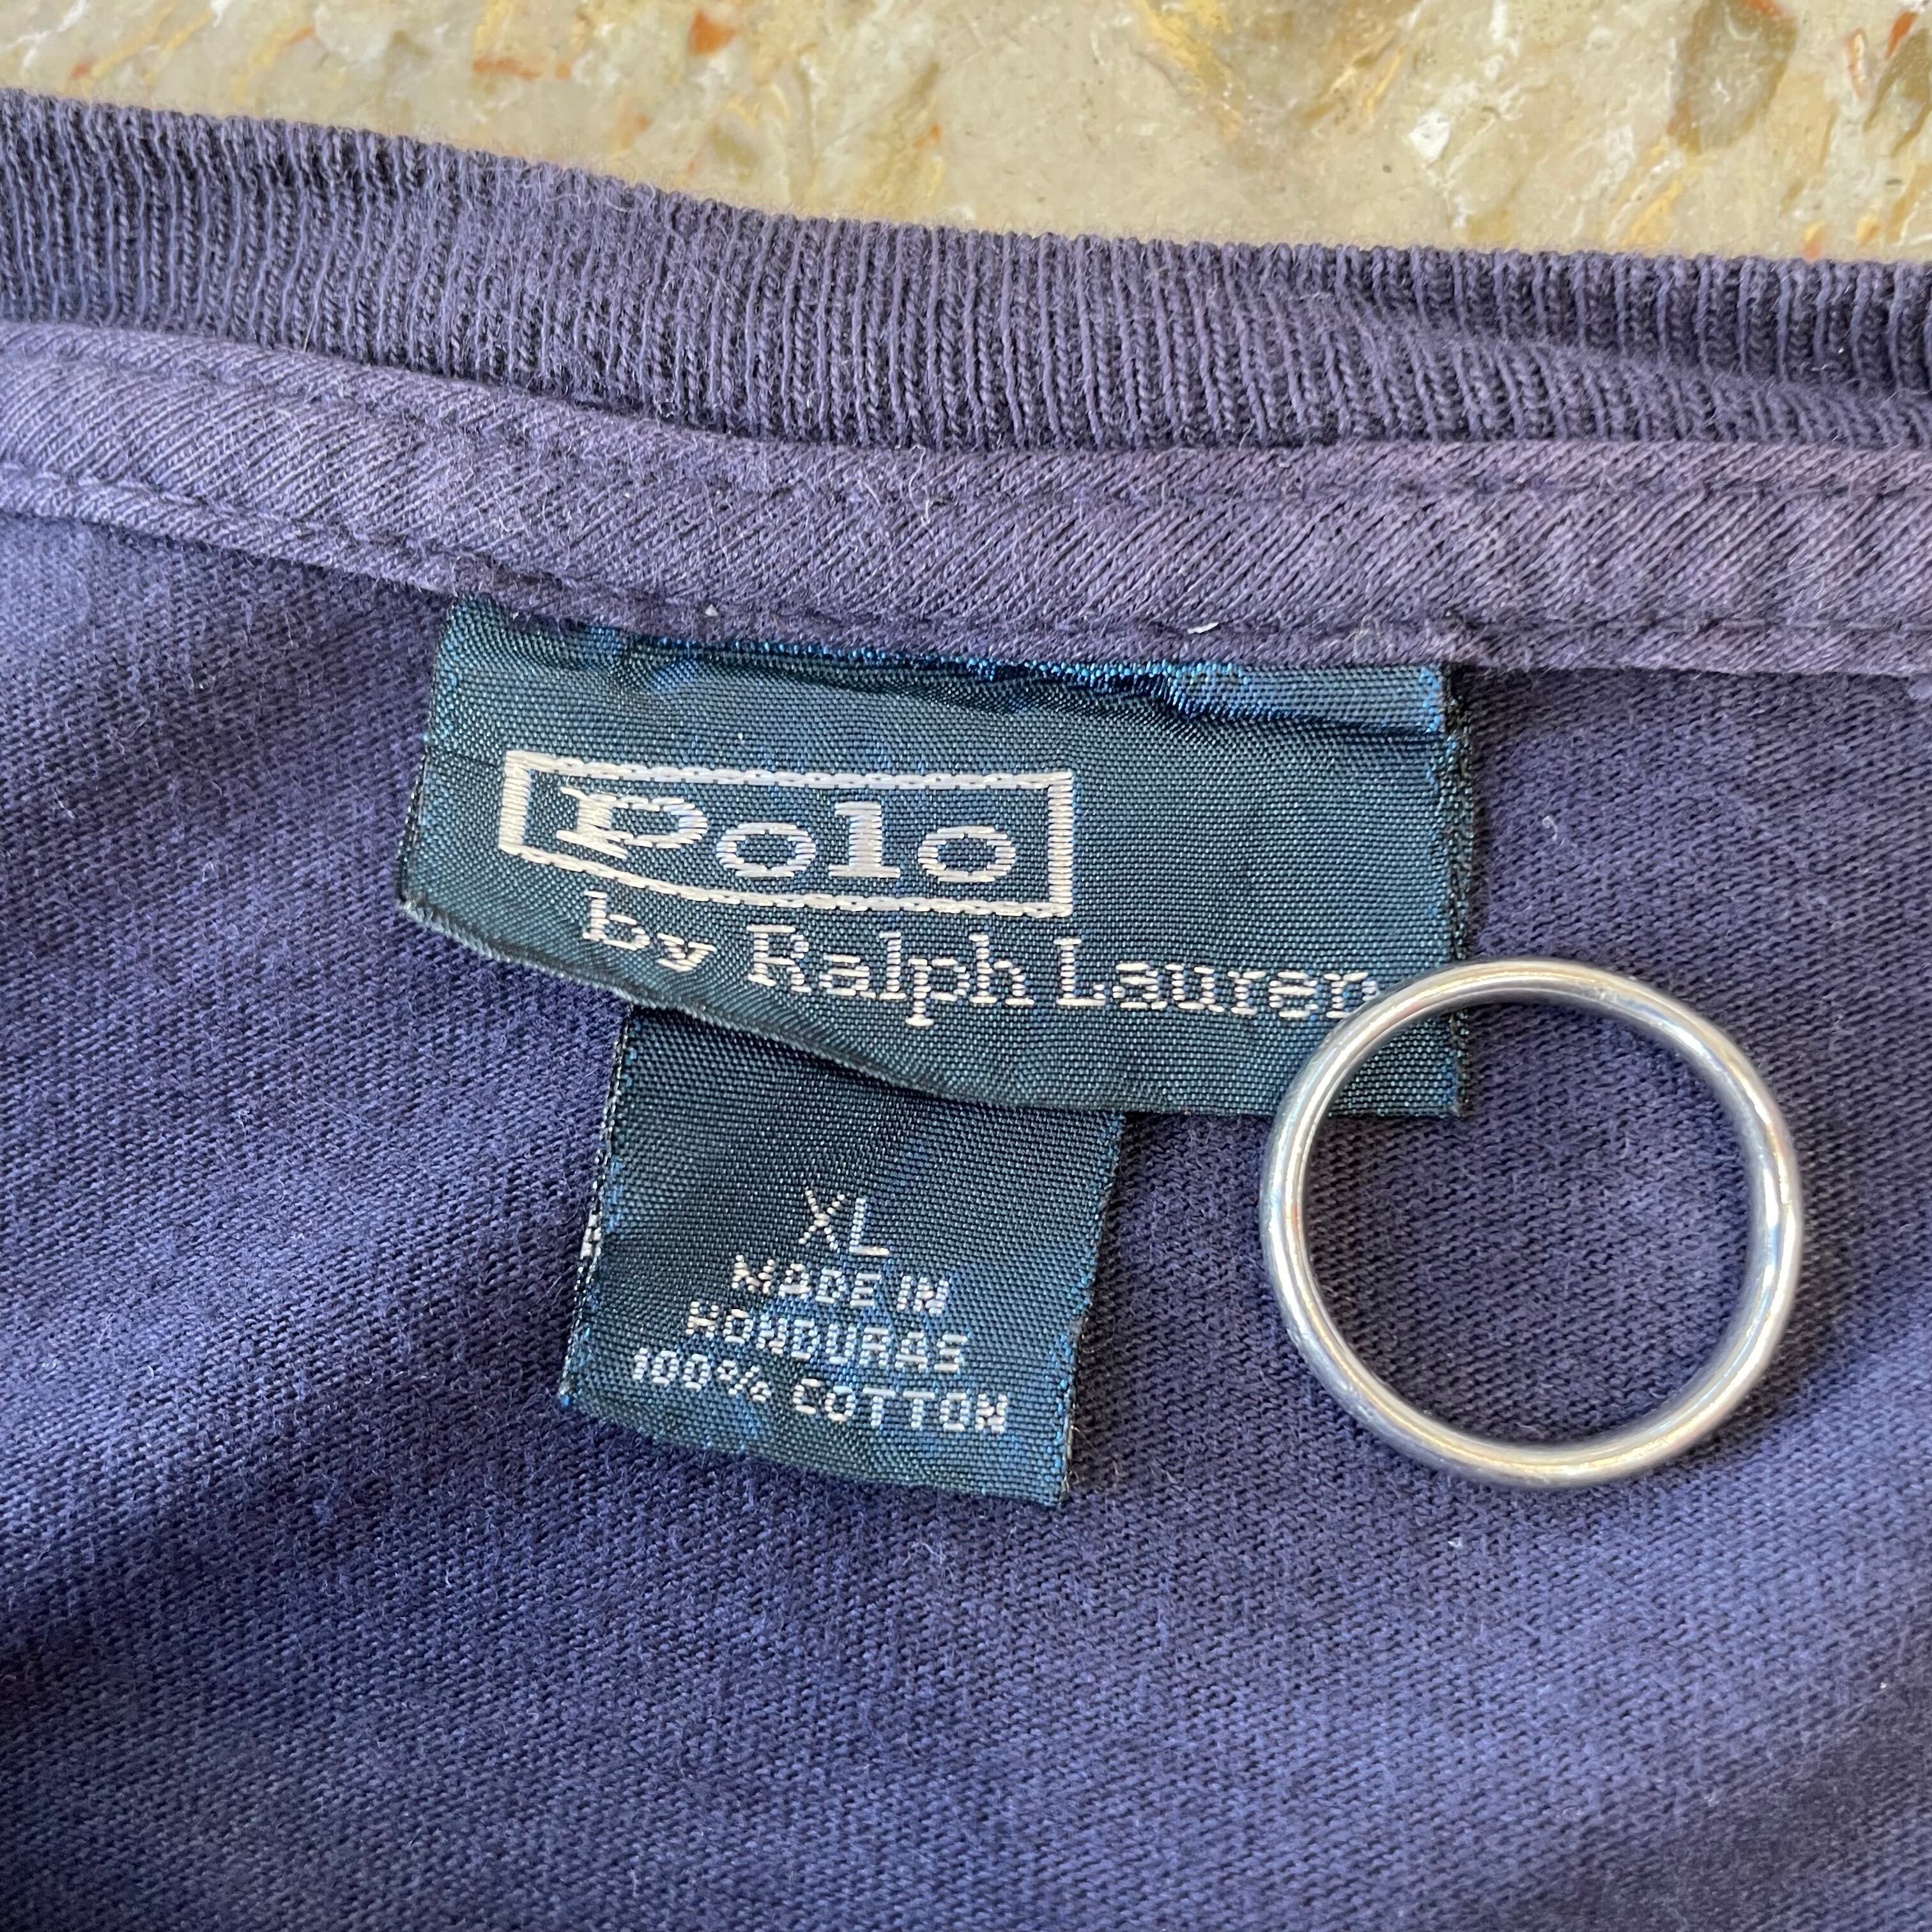 Polo
by Ralph Lauren
XL
MADE IN
HONDURAS
100% COTTON